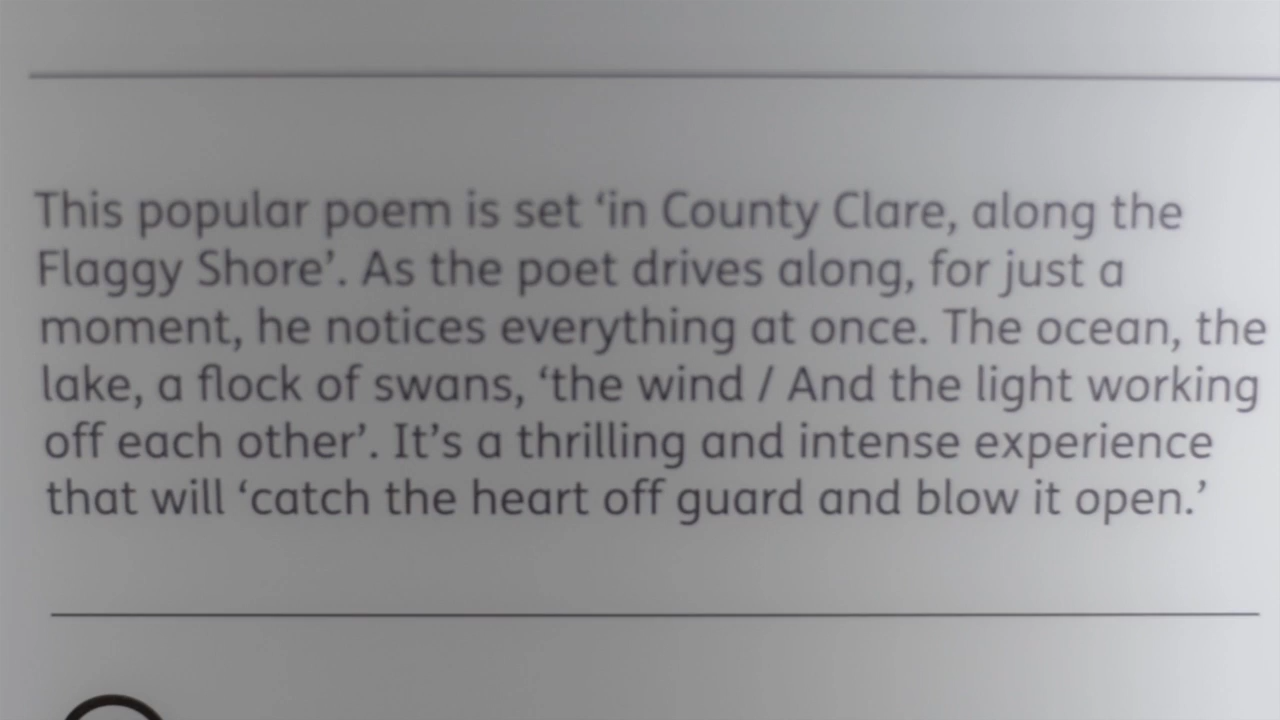 This popular poem is set ‘in County Clare, along the
Flaggy Shore’. As the poet drives along, for just a
moment, he notices everything at once. The ocean, the
lake, a flock of swans, ‘the wind / And the light working
off each other’. It’s a thrilling and intense experience
that will ‘catch the heart off guard and blow it open.’